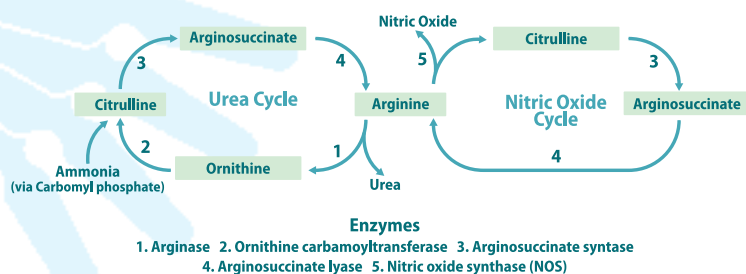 Nitric Oxide
Arginosuccinate
Citrulline
3
4
5
3
Urea Cycle
Nitric Oxide
Cycle
Citrulline
Arginine
Arginosuccinate
2
1
4
Ammonia
(via Carbomyl phosphate)
Ornithine
Urea
Enzymes
1. Arginase 2. Ornithine carbamoyltransferase 3. Arginosuccinate syntase
4. Arginosuccinate lyase 5. Nitric oxide synthase (NOS)